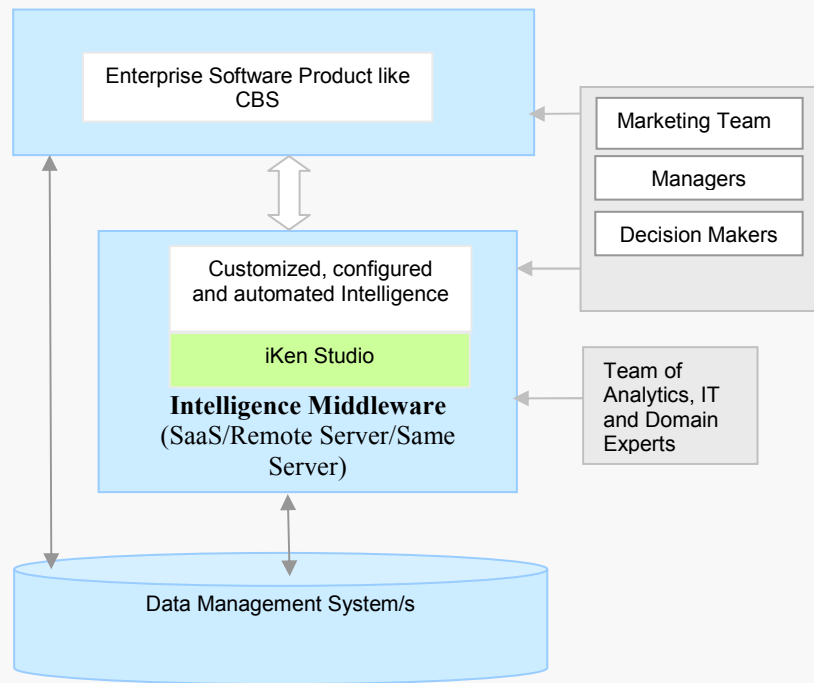 Enterprise Software Product like
CBS
Marketing Team
Managers
Decision Makers
Customized, configured
and automated Intelligence
iKen Studio
Intelligence Middleware
(SaaS/Remote Server/Same
Server)
Team of
Analytics, IT
and Domain
Experts
Data Management System/s